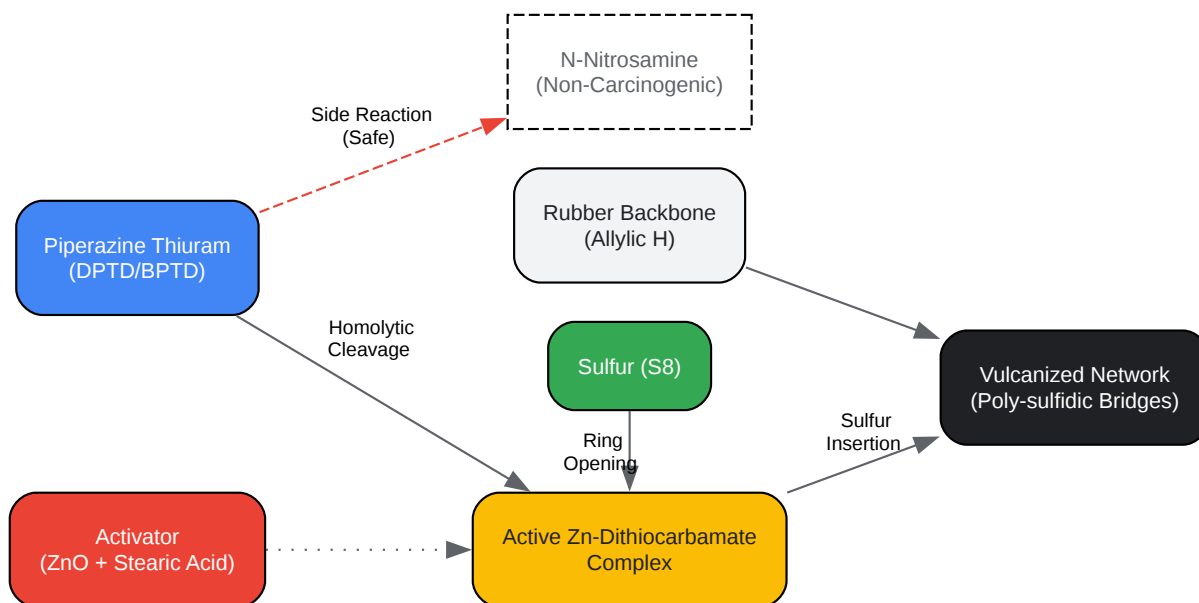 N-Nitrosamine
(Non-Carcinogenic)
Side Reaction
(Safe)
Rubber Backbone
(Allylic H)
Piperazine Thiuram
(DPTD/BPTD)
Homolytic
Cleavage
Sulfur (S8)
Vulcanized Network
(Poly-sulfidic Bridges)
Ring
Opening
Sulfur
Insertion
Activator
(ZnO + Stearic Acid)
Active Zn-Dithiocarbamate
Complex